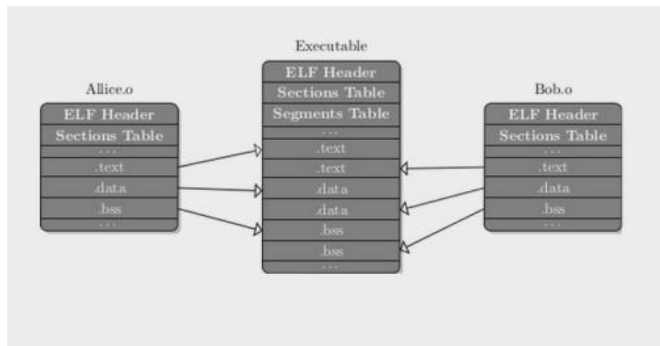 Executable
Allice.o
Bob.o
ELF Header
Sections Table
...
.text
.data
.bss
...
ELF Header
Sections Table
Segments Table
...
.text
.text
.data
.data
.bss
.bss
...
ELF Header
Sections Table
...
.text
.data
.bss
...